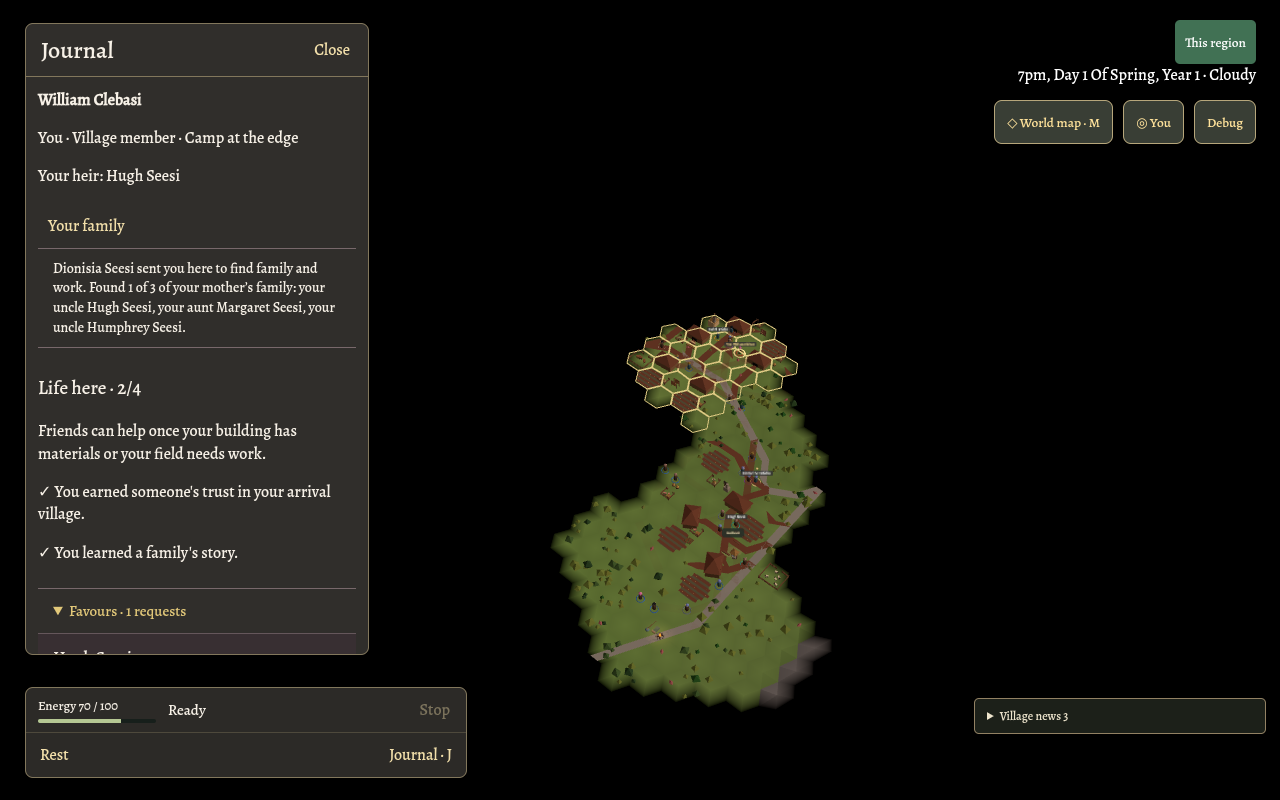 Journal
Close
William Clebasi
You · Village member · Camp at the edge
Your heir: Hugh Seesi
Your family
Dionisia Seesi sent you here to find family and
work. Found 1 of 3 of your mother's family: your
uncle Hugh Seesi, your aunt Margaret Seesi, your
uncle Humphrey Seesi.
Life here · 2/4
Friends can help once your building has
materials or your field needs work.
✓ You earned someone's trust in your arrival
village.
✓ You learned a family's story.
▼ Favours · 1 requests
Energy 70 / 100
Ready
Stop
Rest
Journal · J
This region
7pm, Day 1 Of Spring, Year 1 · Cloudy
◇ World map · M
◎ You
Debug
▶ Village news 3